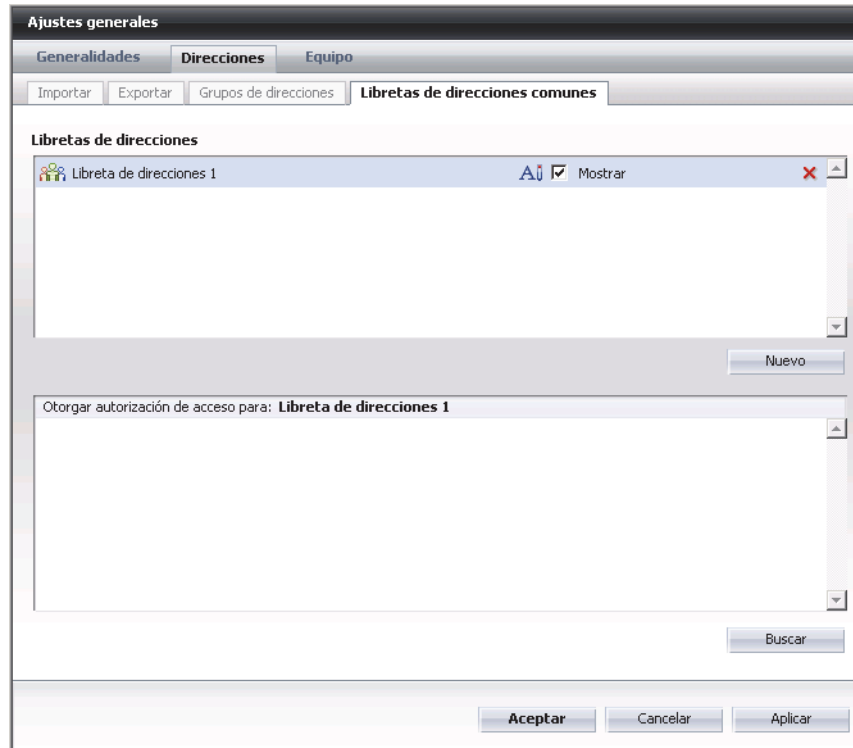 Ajustes generales
Generalidades Direcciones Equipo
Importar Exportar Grupos de direcciones Libretas de direcciones comunes
Libretas de direcciones
Libreta de direcciones 1 Mostrar
Nuevo
Otorgar autorización de acceso para: Libreta de direcciones 1
Buscar
Aceptar Cancelar Aplicar